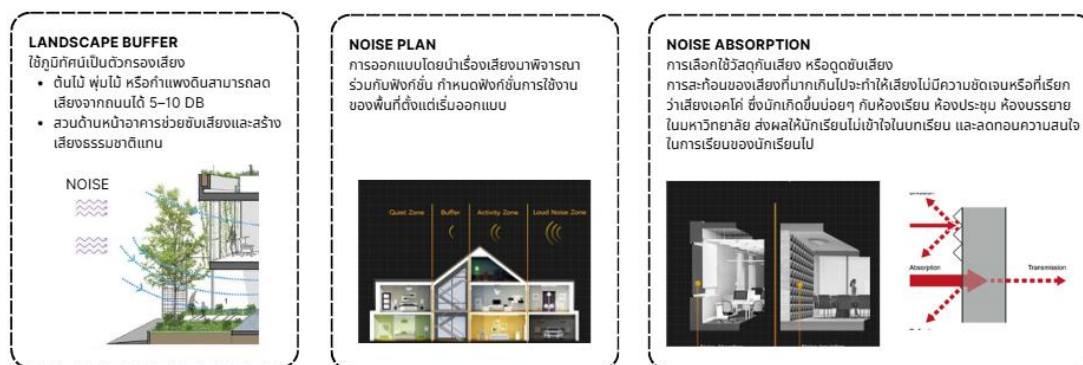 LANDSCAPE BUFFER
ใช้ภูมิทัศน์เป็นตัวกรองเสียง
• ต้นไม้ พุ่มไม้ หรือกำแพงดินสามารถลด
เสียงจากถนนได้ 5–10 DB
• สวนด้านหน้าอาคารช่วยซับเสียงและสร้าง
เสียงธรรมชาติแทน
NOISE
NOISE PLAN
การออกแบบโดยนำเรื่องเสียงมาพิจารณา
ร่วมกับฟังก์ชั่น กำหนดฟังก์ชั่นการใช้งาน
ของพื้นที่ตั้งแต่เริ่มออกแบบ
Quiet Zone
Buffer
Activity Zone
Loud Noise Zone
NOISE ABSORPTION
การเลือกใช้วัสดุกันเสียง หรือดูดซับเสียง
การสะท้อนของเสียงที่มากเกินไปจะทำให้เสียงไม่มีความชัดเจนหรือที่เรียก
ว่าเสียงเอคโค่ ซึ่งมักเกิดขึ้นบ่อยๆ กับห้องเรียน ห้องประชุม ห้องบรรยาย
ในมหาวิทยาลัย ส่งผลให้นักเรียนไม่เข้าใจในบทเรียน และลดทอนความสนใจ
ในการเรียนของนักเรียนไป
Absorption
Transmission